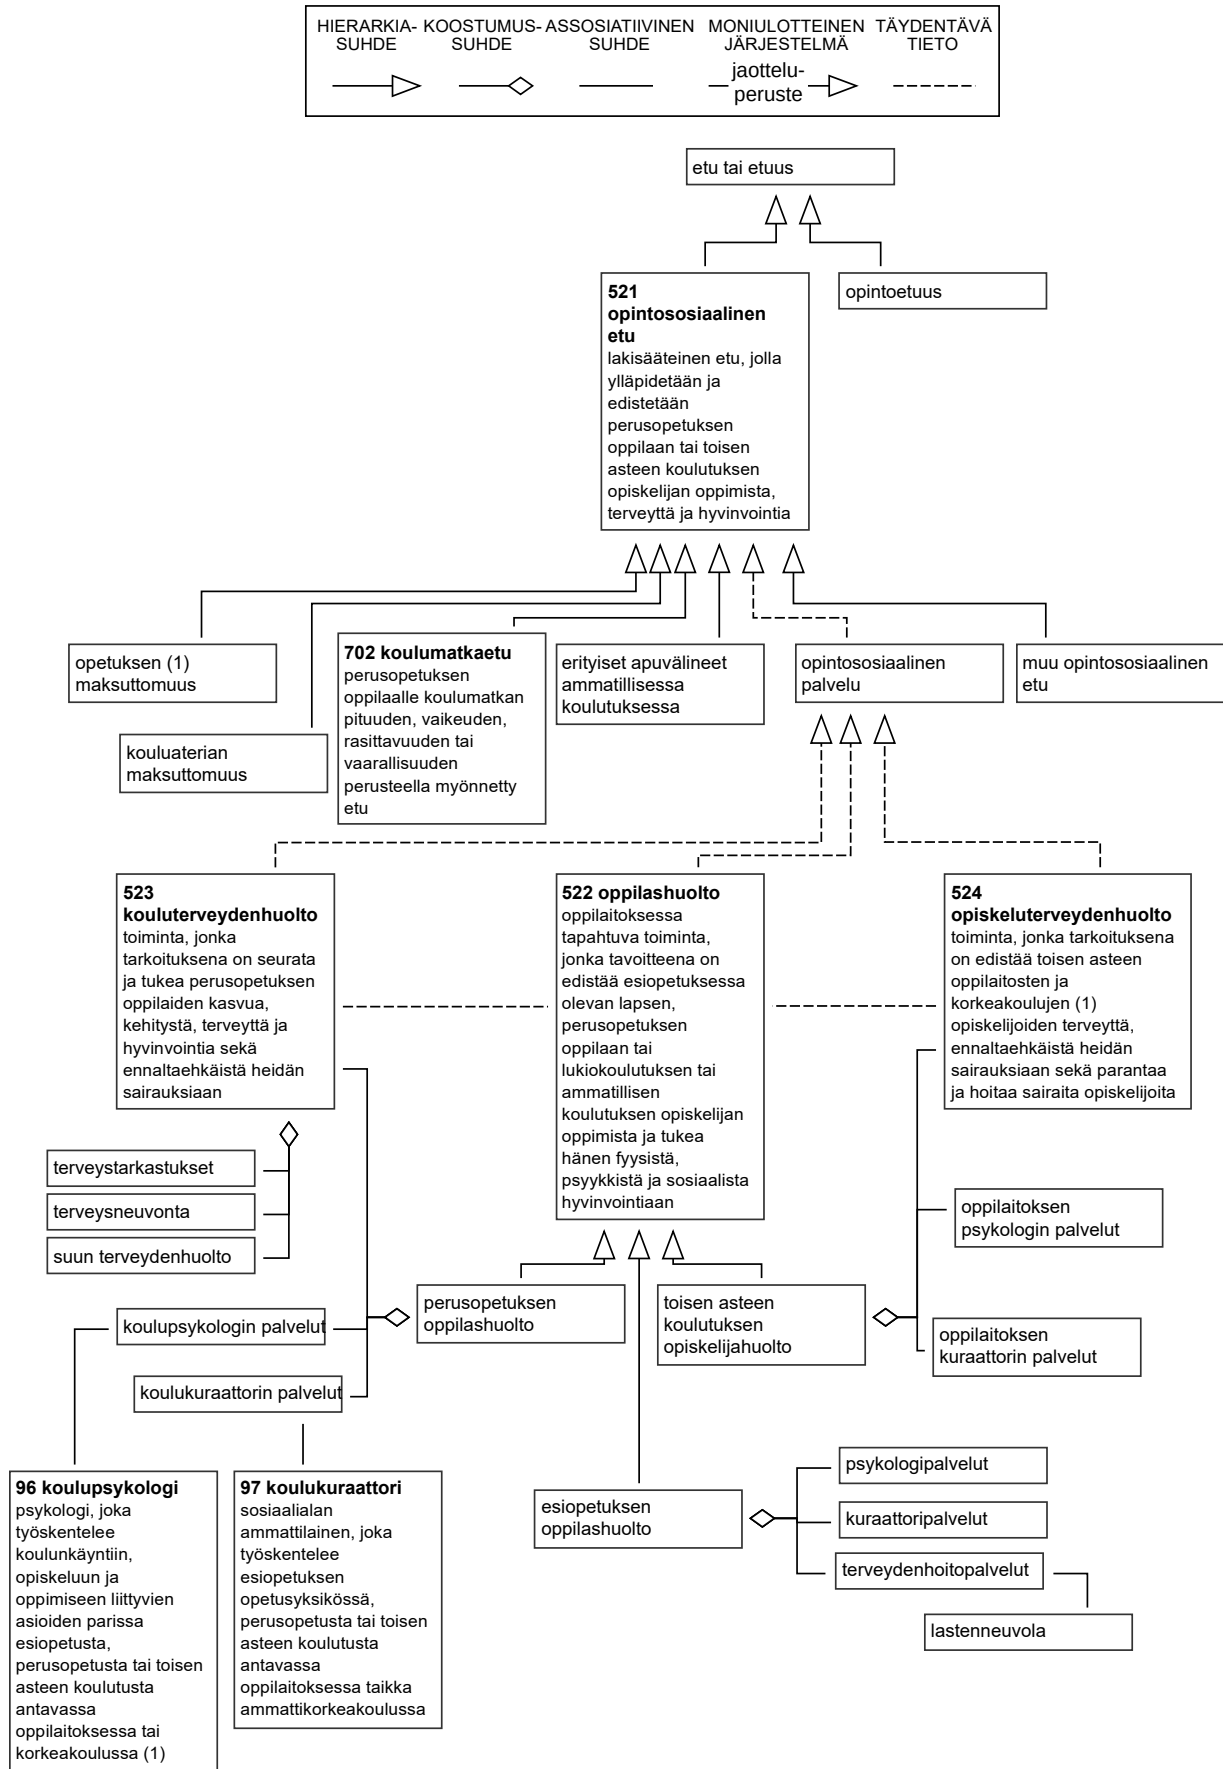 HIERARKIA-
SUHDE
KOOSTUMUS-
SUHDE
ASSOSIATIIVINEN
SUHDE
MONIULOTTEINEN
JÄRJESTELMÄ
TÄYDENTÄVÄ
TIETO
jaottelu-
peruste
etu tai etuus
521
opintososiaalinen
etu
lakisääteinen etu, jolla
ylläpidetään ja
edistetään
perusopetuksen
oppilaan tai toisen
asteen koulutuksen
opiskelijan oppimista,
terveyttä ja hyvinvointia
opintoetuus
opetuksen (1)
maksuttomuus
kouluaterian
maksuttomuus
702 koulumatkaetu
perusopetuksen
oppilaalle koulumatkan
pituuden, vaikeuden,
rasittavuuden tai
vaarallisuuden
perusteella myönnetty
etu
erityiset apuvälineet
ammatillisessa
koulutuksessa
opintososiaalinen
palvelu
muu opintososiaalinen
etu
523
kouluterveydenhuolto
toiminta, jonka
tarkoituksena on seurata
ja tukea perusopetuksen
oppilaiden kasvua,
kehitystä, terveyttä ja
hyvinvointia sekä
ennaltaehkäistä heidän
sairauksiaan
522 oppilashuolto
oppilaitoksessa
tapahtuva toiminta,
jonka tavoitteena on
edistää esiopetuksessa
olevan lapsen,
perusopetuksen
oppilaan tai
lukiokoulutuksen tai
ammatillisen
koulutuksen opiskelijan
oppimista ja tukea
hänen fyysistä,
psyykkistä ja sosiaalista
hyvinvointiaan
524
opiskeluterveydenhuolto
toiminta, jonka tarkoituksena
on edistää toisen asteen
oppilaitosten ja
korkeakoulujen (1)
opiskelijoiden terveyttä,
ennaltaehkäistä heidän
sairauksiaan sekä parantaa
ja hoitaa sairaita opiskelijoita
terveystarkastukset
terveysneuvonta
suun terveydenhuolto
koulupsykologin palvelut
koulukuraattorin palvelut
perusopetuksen
oppilashuolto
toisen asteen
koulutuksen
opiskelijahuolto
oppilaitoksen
psykologin palvelut
oppilaitoksen
kuraattorin palvelut
96 koulupsykologi
psykologi, joka
työskentelee
koulunkäyntiin,
opiskeluun ja
oppimiseen liittyvien
asioiden parissa
esiopetusta,
perusopetusta tai toisen
asteen koulutusta
antavassa
oppilaitoksessa tai
korkeakoulussa (1)
97 koulukuraattori
sosiaalialan
ammattilainen, joka
työskentelee
esiopetuksen
opetusyksikössä,
perusopetusta tai toisen
asteen koulutusta
antavassa
oppilaitoksessa taikka
ammattikorkeakoulussa
esiopetuksen
oppilashuolto
psykologipalvelut
kuraattoripalvelut
terveydenhoitopalvelut
lastenneuvola